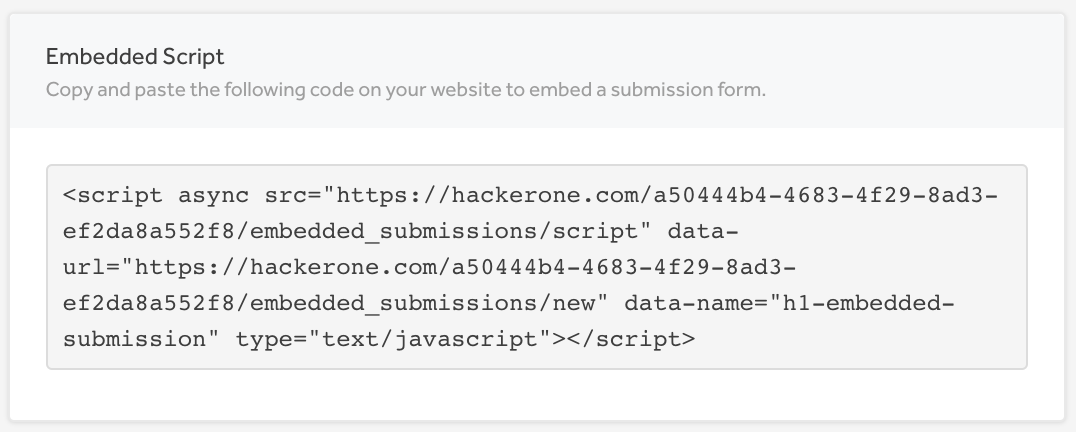 Embedded Script
Copy and paste the following code on your website to embed a submission form.
<script async src="https://hackerone.com/a50444b4-4683-4f29-8ad3-
ef2da8a552f8/embedded_submissions/script" data-
url="https://hackerone.com/a50444b4-4683-4f29-8ad3-
ef2da8a552f8/embedded_submissions/new" data-name="h1-embedded-
submission" type="text/javascript"></script>